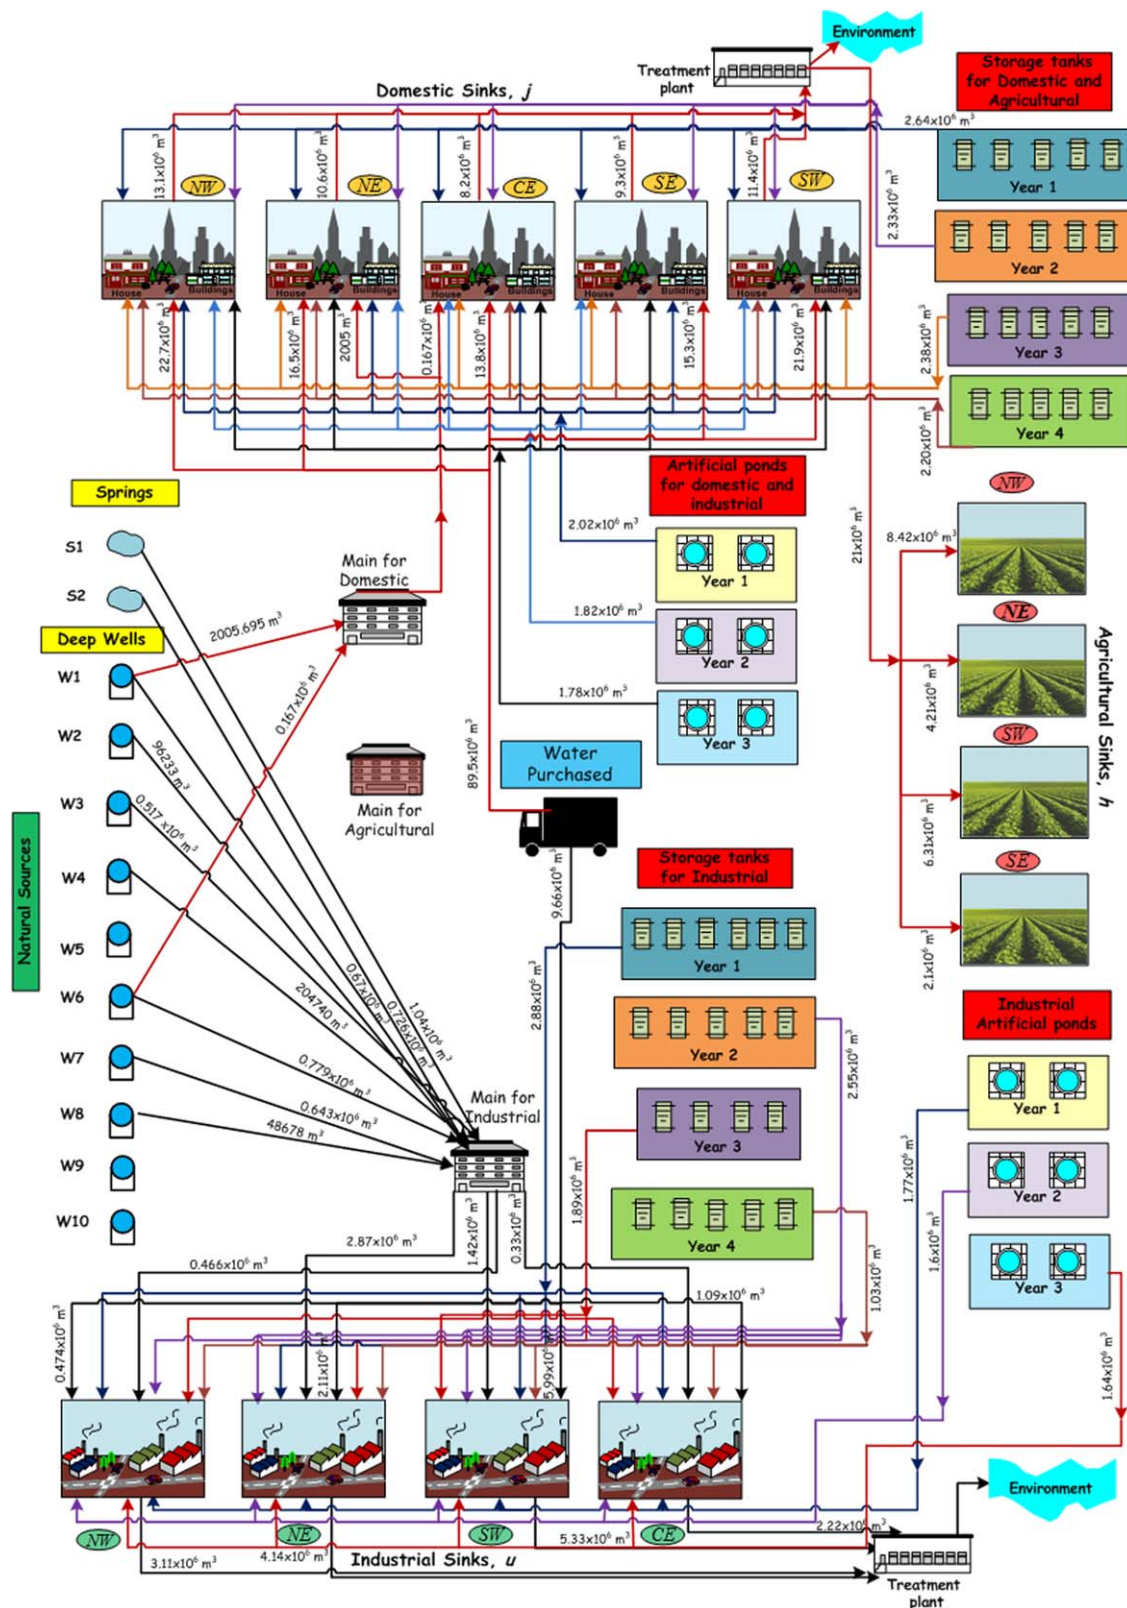 Environment
Treatment
plant
Storage tanks
for Domestic and
Agricultural
Domestic Sinks, j
2.64x10⁶ m³
13.1x10⁶ m³
10.6x10⁶ m³
8.2x10⁶ m³
9.3x10⁶ m³
11.4x10⁶ m³
NW
NE
CE
SE
SW
Year 1
2.33x10⁶ m³
Year 2
House
Buildings
House
Buildings
House
Buildings
House
Buildings
House
Buildings
22.7x10⁶ m³
16.5x10⁶ m³
2005 m³
0.167x10⁶ m³
13.8x10⁶ m³
15.3x10⁶ m³
21.9x10⁶ m³
2.38x10⁶ m³
Year 3
Year 4
2.20x10⁶ m³
Springs
S1
S2
Artificial ponds
for domestic and
industrial
2.02x10⁶ m³
Year 1
1.82x10⁶ m³
Year 2
1.78x10⁶ m³
Year 3
21x10⁶ m³
NW
8.42x10⁶ m³
NE
4.21x10⁶ m³
SW
6.31x10⁶ m³
SE
2.1x10⁶ m³
Agricultural Sinks, h
Main for
Domestic
Deep Wells
2005.695 m³
W1
W2
W3
W4
W5
W6
W7
W8
W9
W10
Natural Sources
0.167x10⁶ m³
96233 m³
0.517 x10⁶ m³
Main for
Agricultural
89.5x10⁶ m³
Water
Purchased
9.66x10⁶ m³
Storage tanks
for Industrial
Year 1
2.88x10⁶ m³
Year 2
2.55x10⁶ m³
Year 3
1.89x10⁶ m³
Year 4
1.03x10⁶ m³
204740 m³
0.67x10⁶ m³
0.726x10⁶ m³
1.04x10⁶ m³
0.779x10⁶ m³
0.643x10⁶ m³
48678 m³
Main for
Industrial
Industrial
Artificial ponds
Year 1
1.77x10⁶ m³
Year 2
1.6x10⁶ m³
Year 3
1.64x10⁶ m³
2.87x10⁶ m³
1.42x10⁶ m³
0.33x10⁶ m³
0.466x10⁶ m³
1.09x10⁶ m³
0.474x10⁶ m³
2.11x10⁶ m³
5.99x10⁶ m³
NW
NE
SW
CE
Industrial Sinks, u
3.11x10⁶ m³
4.14x10⁶ m³
5.33x10⁶ m³
2.22x10⁶ m³
Environment
Treatment
plant